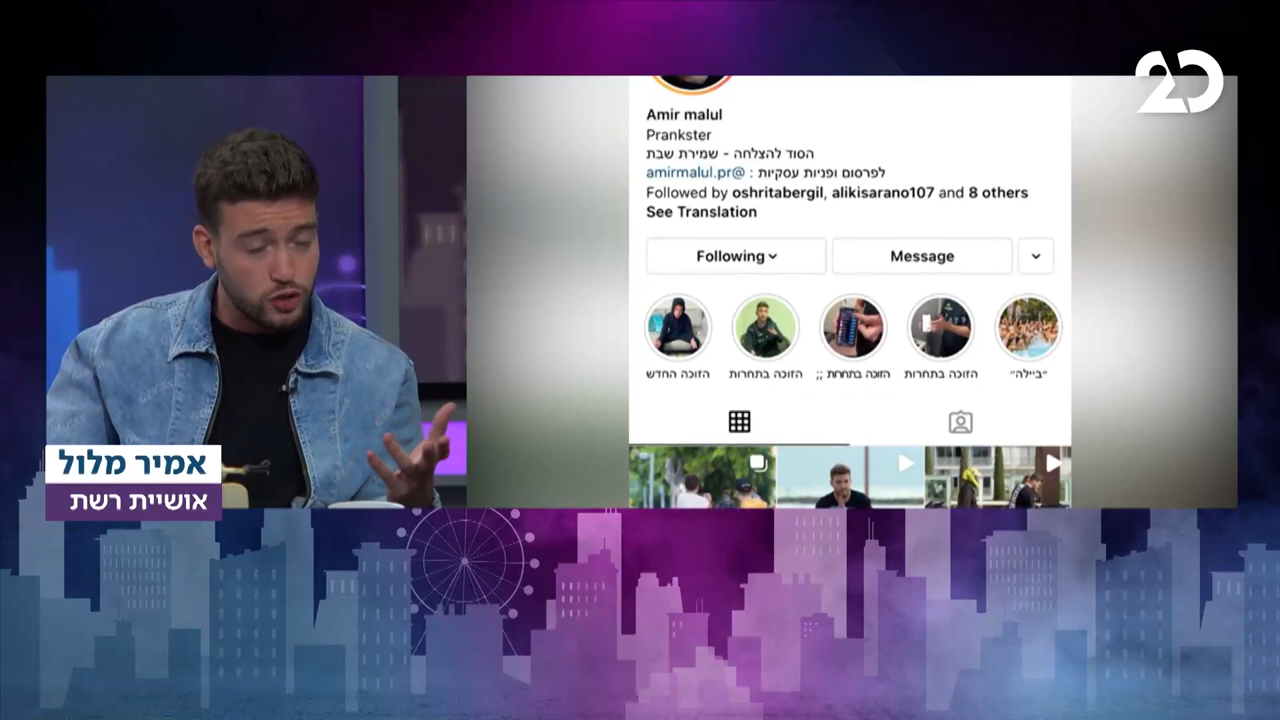 20
Amir malul
Prankster
הסוד להצלחה - שמירת שבת
לפרסום ופניות עסקיות : @amirmalul.pr
Followed by oshritabergil, alikisarano107 and 8 others
See Translation
Following
Message
הזוכה החדש
הזוכה בתחרות
הזוכה בתחרות ;;
הזוכה בתחרות
״ביילה״
אמיר מלול
אושיית רשת